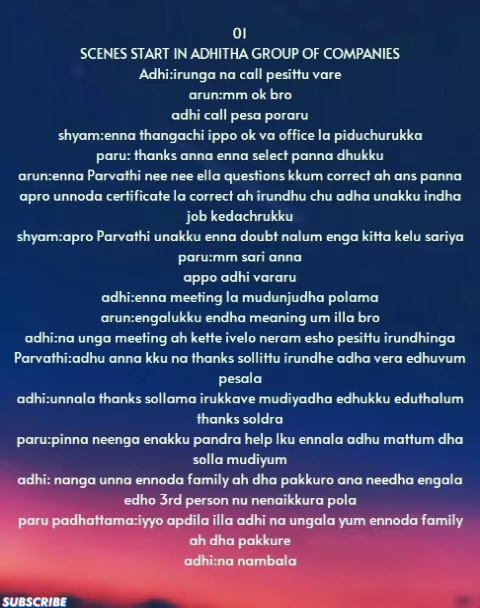 01
SCENES START IN ADHITHA GROUP OF COMPANIES
Adhi:irunga na call pesittu vare
arun:mm ok bro
adhi call pesa poraru
shyam:enna thangachi ippo ok va office la piduchurukka
paru: thanks anna enna select panna dhukku
arun:enna Parvathi nee nee ella questions kkum correct ah ans panna
apro unnoda certificate la correct ah irundhu chu adha unakku indha
job kedachrukku
shyam:apro Parvathi unakku enna doubt nalum enga kitta kelu sariya
paru:mm sari anna
appo adhi vararu
adhi:enna meeting la mudunjudha polama
arun:engalukku endha meaning um illa bro
adhi:na unga meeting ah kette ivelo neram esho pesittu irundhinga
Parvathi:adhu anna kku na thanks sollittu irundhe adha vera edhuvum
pesala
adhi:unnala thanks sollama irukkave mudiyadha edhukku eduthalum
thanks soldra
paru:pinna neenga enakku pandra help lku ennala adhu mattum dha
solla mudiyum
adhi: nanga unna ennoda family ah dha pakkuro ana needha engala
edho 3rd person nu nenaikkura pola
paru padhattama:iyyo apdila illa adhi na ungala yum ennoda family
ah dha pakkure
adhi:na nambala
SUBSCRIBE